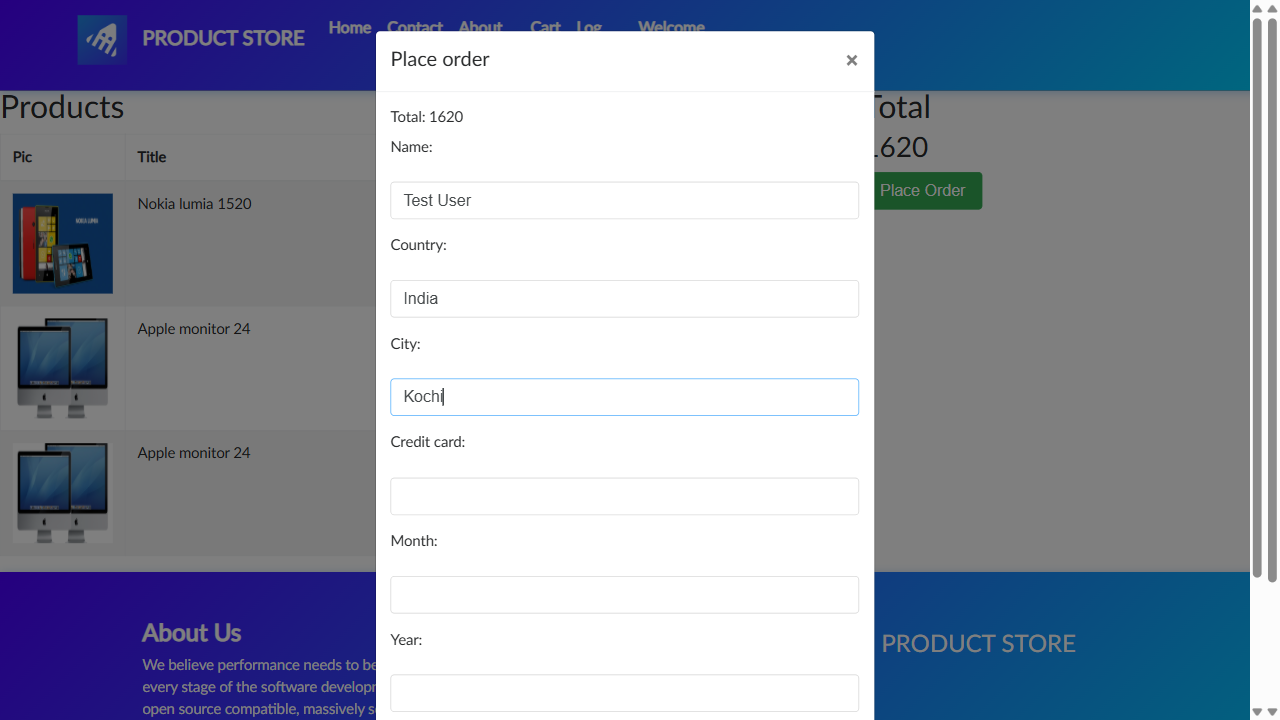 PRODUCT STORE
Home Contact About Cart Log Welcome
Place order ×
Products
Total: 1620
Total
Pic Title
Name:
1620
Nokia lumia 1520
Test User
Place Order
Country:
India
Apple monitor 24
City:
Kochi
Credit card:
Apple monitor 24
Month:
Year:
About Us
We believe performance needs to be
every stage of the software
open source compatible, massively
PRODUCT STORE